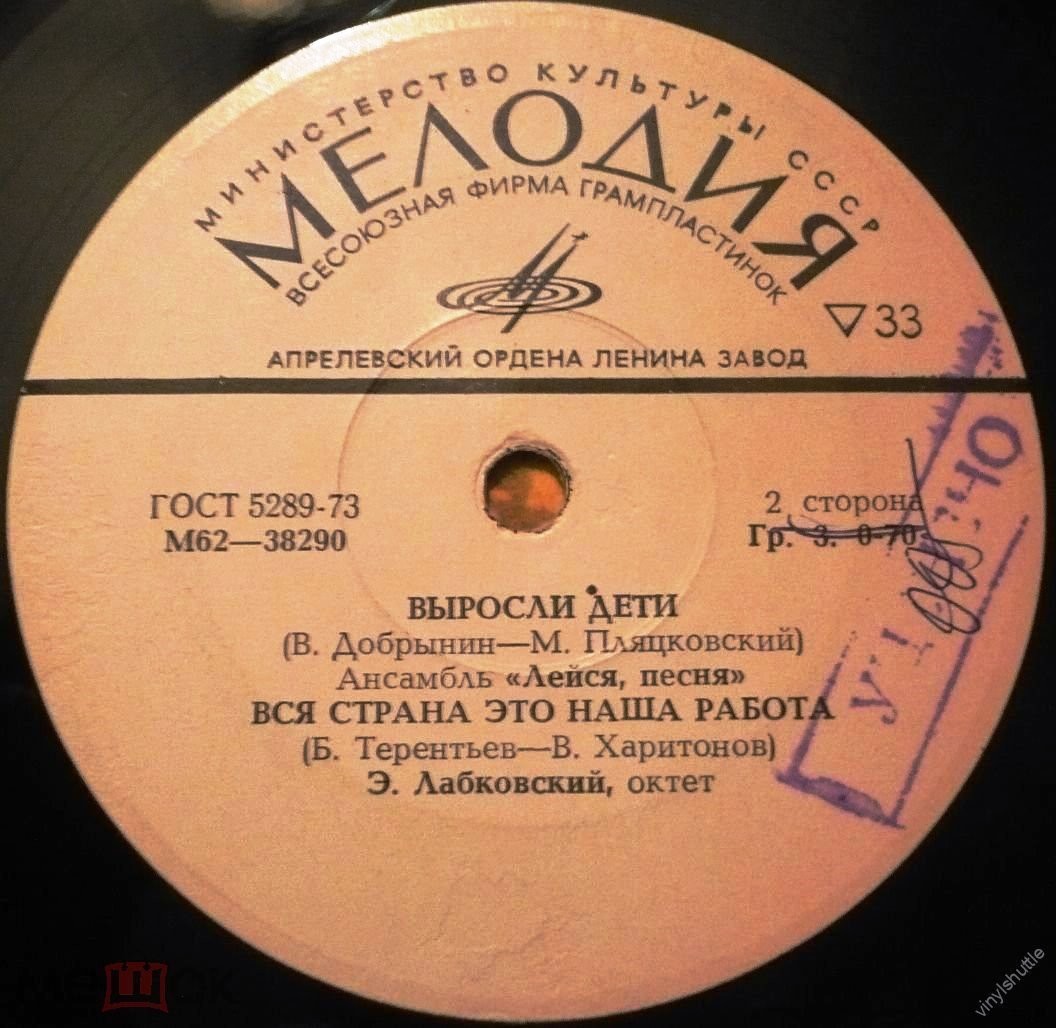 МИНИСТЕРСТВО КУЛЬТУРЫ СССР
МЕЛОДИЯ
ВСЕСОЮЗНАЯ ФИРМА ГРАМПЛАСТИНОК
33
АПРЕЛЕВСКИЙ ОРДЕНА ЛЕНИНА ЗАВОД
ГОСТ 5289-73
М62—38290
2 сторона
Гр. 3. 0-70
ВЫРОСЛИ ДЕТИ
(В. Добрынин—М. Пляцковский)
Ансамбль «Лейся, песня»
ВСЯ СТРАНА ЭТО НАША РАБОТА
(Б. Терентьев—В. Харитонов)
Э. Лабковский, октет
мешок
vinylshuttle